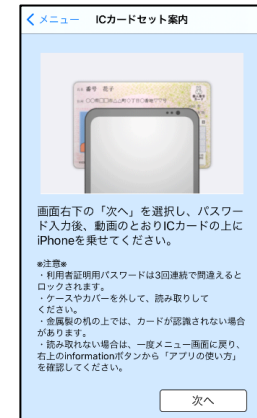 メニュー ICカードセット案内
番号 花子
画面右下の「次へ」を選択し、パスワー
ド入力後、動画のとおりICカードの上に
iPhoneを乗せてください。
※注意※
・利用者証明用パスワードは3回連続で間違えると
ロックされます。
・ケースやカバーを外して、読み取りして
ください。
・金属製の机の上では、カードが認識されない場合
があります。
・読み取れない場合は、一度メニュー画面に戻り、
右上のinformationボタンから「アプリの使い方」
を確認してください。
次へ